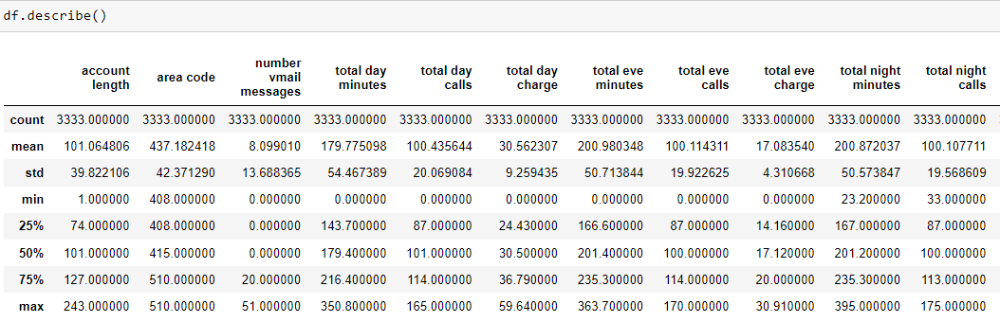 df.describe()
number
account total day total day total day total eve total eve total eve total night total night
area code vmail
length minutes calls charge minutes calls charge minutes calls
messages
count 3333.000000 3333.000000 3333.000000 3333.000000 3333.000000 3333.000000 3333.000000 3333.000000 3333.000000 3333.000000 3333.000000
mean 101.064806 437.182418 8.099010 179.775098 100.435644 30.562307 200.980348 100.114311 17.083540 200.872037 100.107711
std 39.822106 42.371290 13.688365 54.467389 20.069084 9.259435 50.713844 19.922625 4.310668 50.573847 19.568609
min 1.000000 408.000000 0.000000 0.000000 0.000000 0.000000 0.000000 0.000000 0.000000 23.200000 33.000000
25% 74.000000 408.000000 0.000000 143.700000 87.000000 24.430000 166.600000 87.000000 14.160000 167.000000 87.000000
50% 101.000000 415.000000 0.000000 179.400000 101.000000 30.500000 201.400000 100.000000 17.120000 201.200000 100.000000
75% 127.000000 510.000000 20.000000 216.400000 114.000000 36.790000 235.300000 114.000000 20.000000 235.300000 113.000000
max 243.000000 510.000000 51.000000 350.800000 165.000000 59.640000 363.700000 170.000000 30.910000 395.000000 175.000000